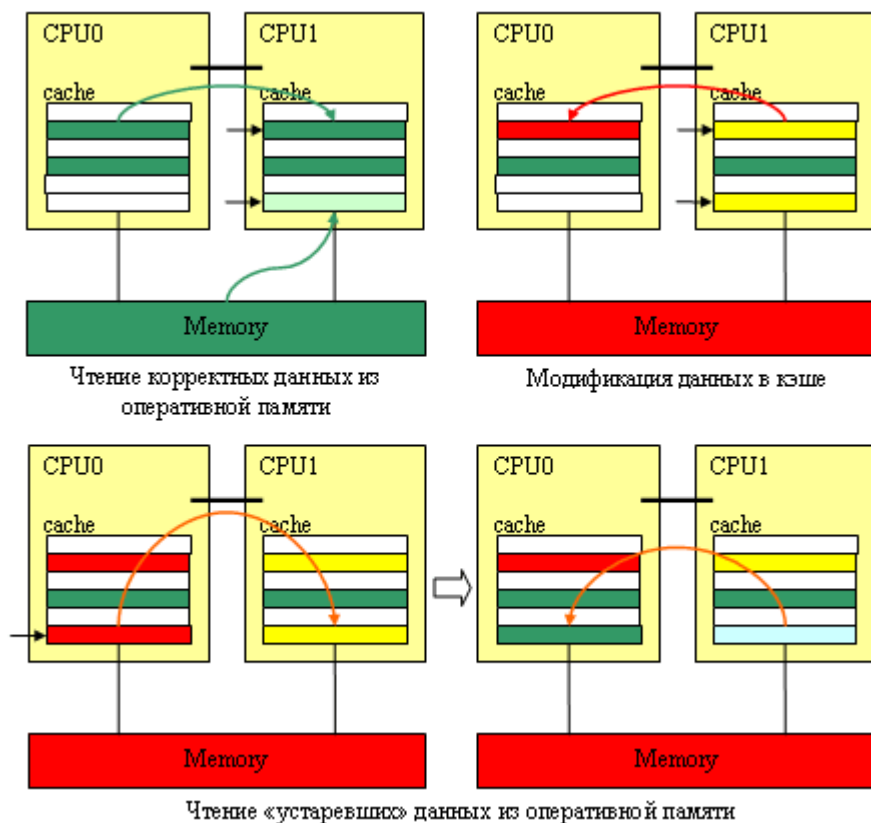 CPU0
CPU1
CPU0
CPU1
cache
cache
cache
cache
Memory
Memory
Чтение корректных данных из
оперативной памяти
Модификация данных в кэше
CPU0
CPU1
CPU0
CPU1
cache
cache
cache
cache
Memory
Memory
Чтение «устаревших» данных из оперативной памяти